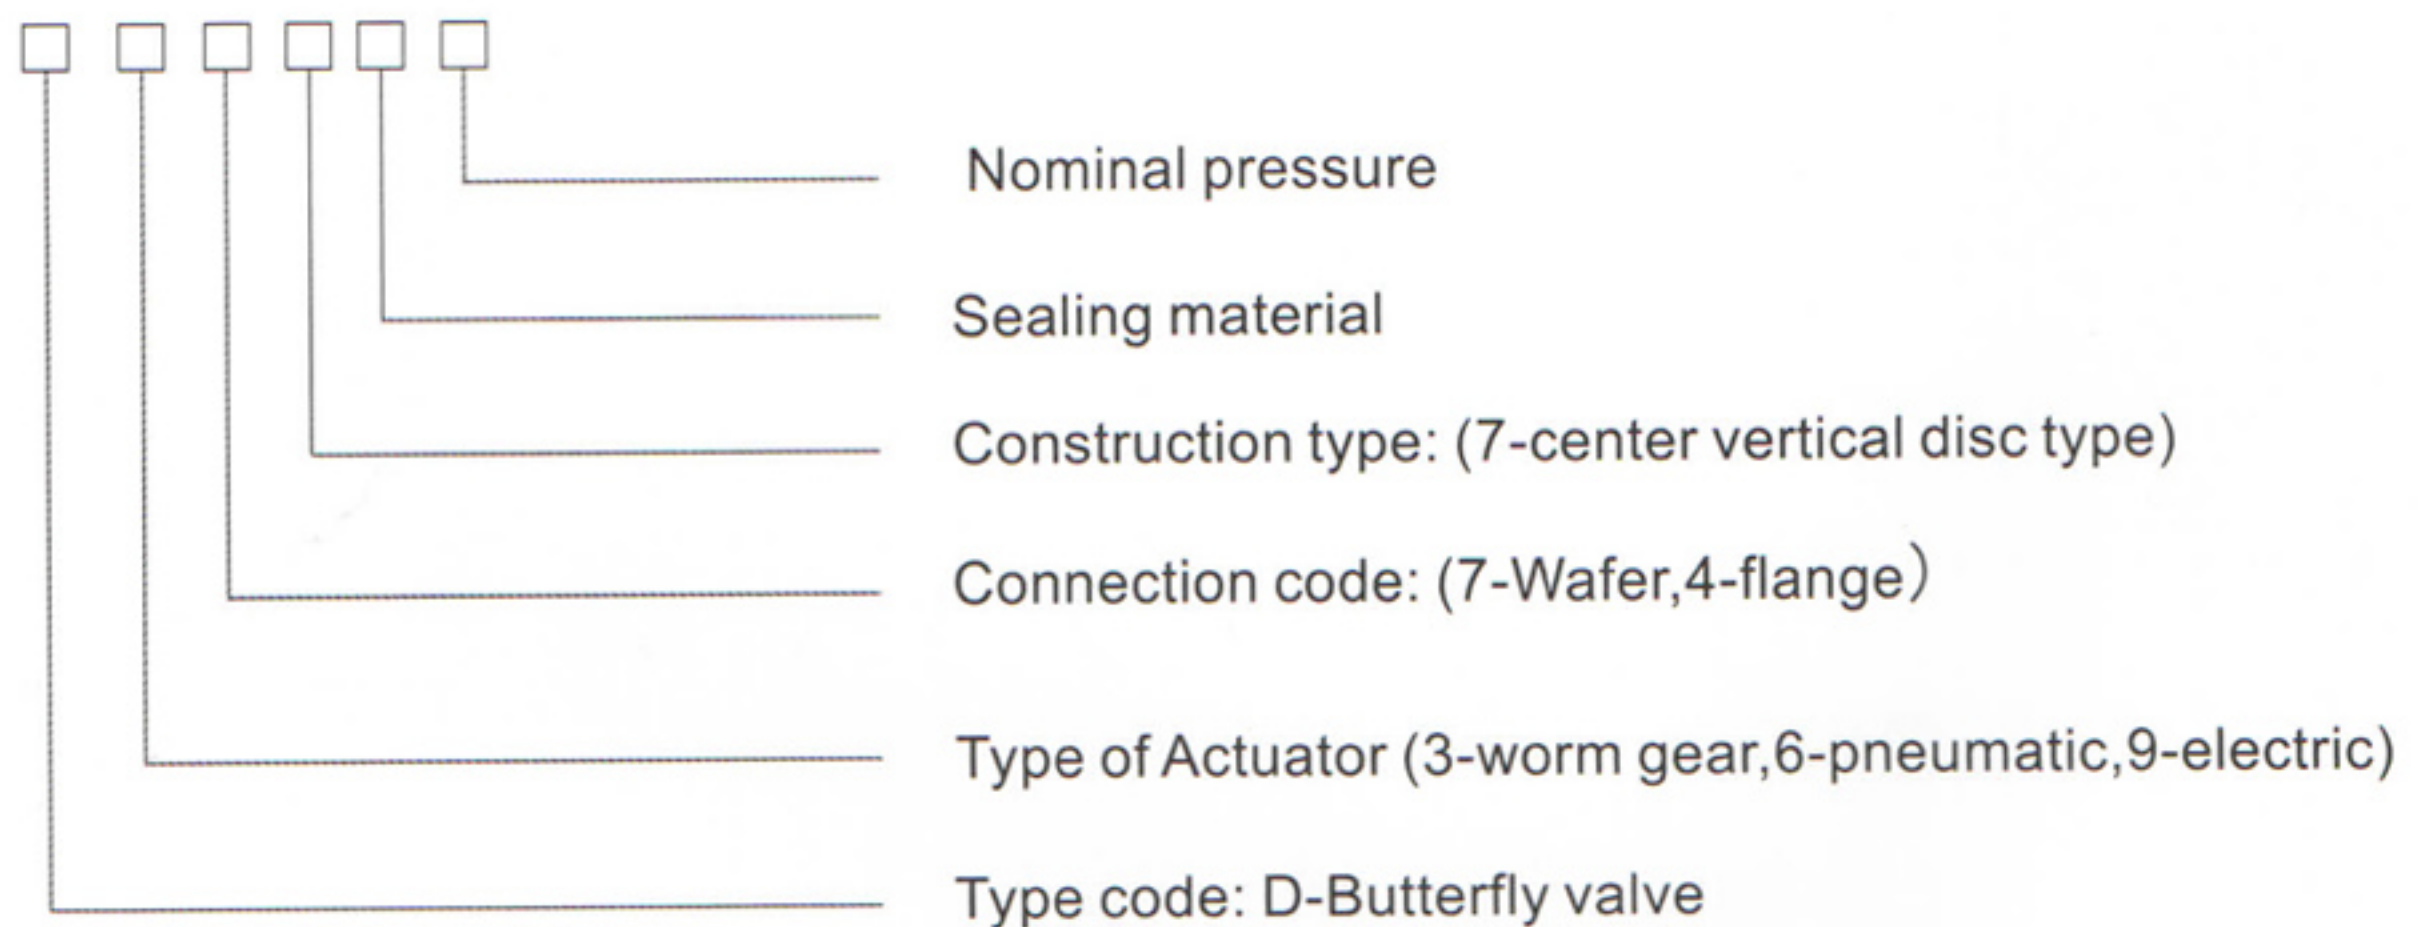 Nominal pressure
Sealing material
Construction type: (7-center vertical disc type)
Connection code: (7-Wafer,4-flange）
Type of Actuator (3-worm gear,6-pneumatic,9-electric)
Type code: D-Butterfly valve